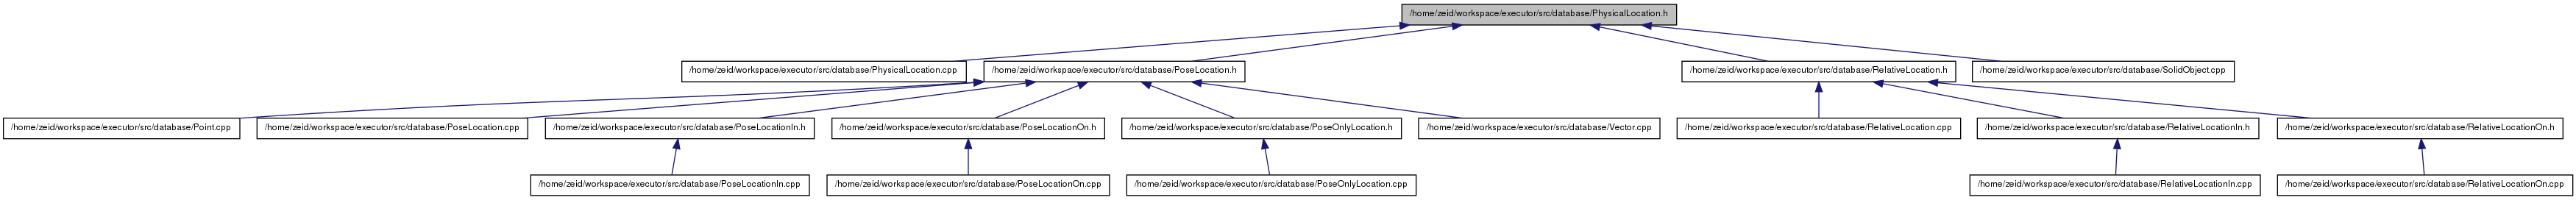 /home/zeid/workspace/executor/src/database/PhysicalLocation.h
/home/zeid/workspace/executor/src/database/PhysicalLocation.cpp
/home/zeid/workspace/executor/src/database/PoseLocation.h
/home/zeid/workspace/executor/src/database/RelativeLocation.h
/home/zeid/workspace/executor/src/database/SolidObject.cpp
/home/zeid/workspace/executor/src/database/Point.cpp
/home/zeid/workspace/executor/src/database/PoseLocation.cpp
/home/zeid/workspace/executor/src/database/PoseLocationIn.h
/home/zeid/workspace/executor/src/database/PoseLocationOn.h
/home/zeid/workspace/executor/src/database/PoseOnlyLocation.h
/home/zeid/workspace/executor/src/database/Vector.cpp
/home/zeid/workspace/executor/src/database/RelativeLocation.cpp
/home/zeid/workspace/executor/src/database/RelativeLocationIn.h
/home/zeid/workspace/executor/src/database/RelativeLocationOn.h
/home/zeid/workspace/executor/src/database/PoseLocationIn.cpp
/home/zeid/workspace/executor/src/database/PoseLocationOn.cpp
/home/zeid/workspace/executor/src/database/PoseOnlyLocation.cpp
/home/zeid/workspace/executor/src/database/RelativeLocationIn.cpp
/home/zeid/workspace/executor/src/database/RelativeLocationOn.cpp